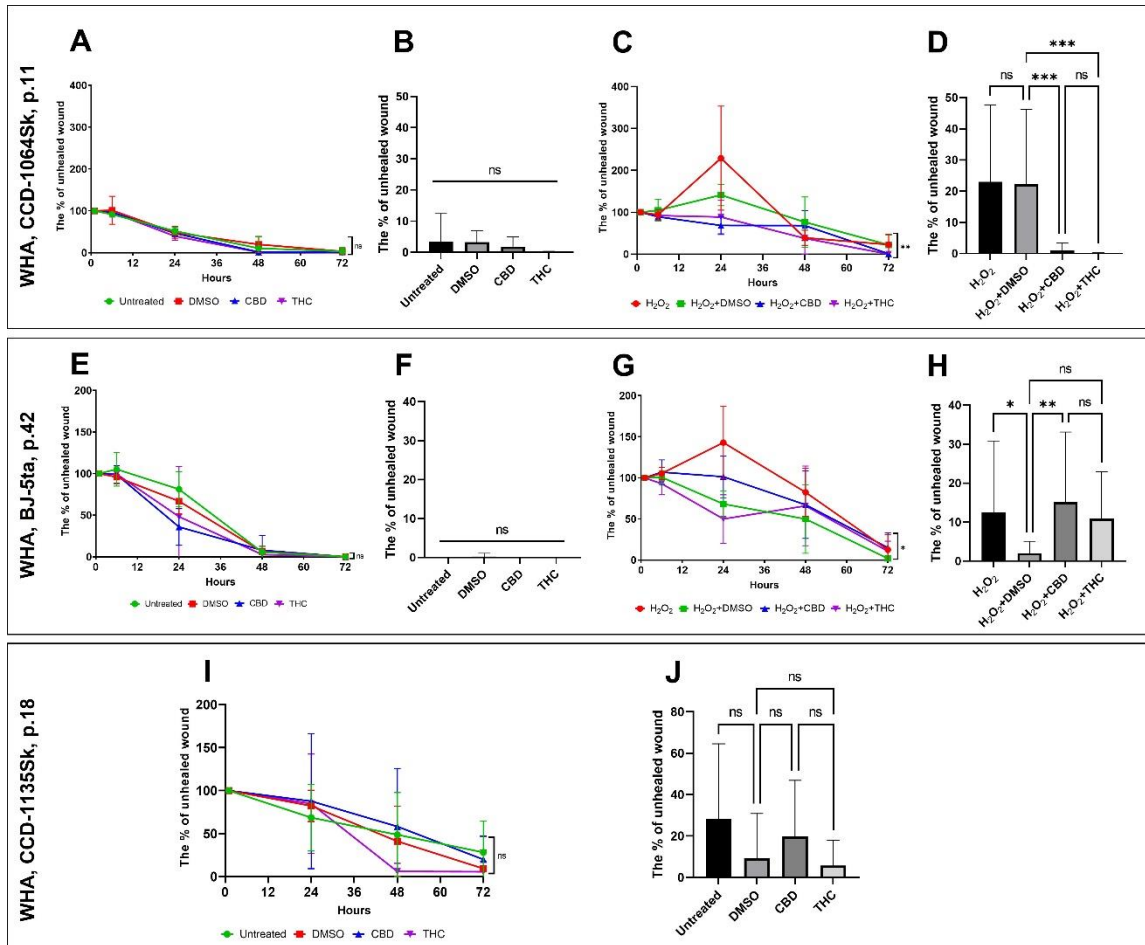 WHA, CCD-1064Sk, p.11
A
The % of unhealed wound
400
300
200
100
0
0 12 24 36 48 60 72
Hours
ns
Untreated DMSO CBD THC
B
The % of unhealed wound
50
40
30
20
10
0
ns
Untreated
DMSO
CBD
THC
C
The % of unhealed wound
400
300
200
100
0
0 12 24 36 48 60 72
Hours
**
H₂O₂ H₂O₂+DMSO H₂O₂+CBD H₂O₂+THC
D
***
ns *** ns
The % of unhealed wound
50
40
30
20
10
0
H₂O₂
H₂O₂+DMSO
H₂O₂+CBD
H₂O₂+THC
WHA, BJ-5ta, p.42
E
The % of unhealed wound
200
150
100
50
0
0 12 24 36 48 60 72
Hours
ns
Untreated DMSO CBD THC
F
The % of unhealed wound
40
30
20
10
0
ns
Untreated
DMSO
CBD
THC
G
The % of unhealed wound
200
150
100
50
0
0 12 24 36 48 60 72
Hours
*
H₂O₂ H₂O₂+DMSO H₂O₂+CBD H₂O₂+THC
H
ns
* ** ns
The % of unhealed wound
40
30
20
10
0
H₂O₂
H₂O₂+DMSO
H₂O₂+CBD
H₂O₂+THC
WHA, CCD-1135Sk, p.18
I
The % of unhealed wound
200
150
100
50
0
0 12 24 36 48 60 72
Hours
ns
Untreated DMSO CBD THC
J
ns
ns ns ns
The % of unhealed wound
80
60
40
20
0
Untreated
DMSO
CBD
THC